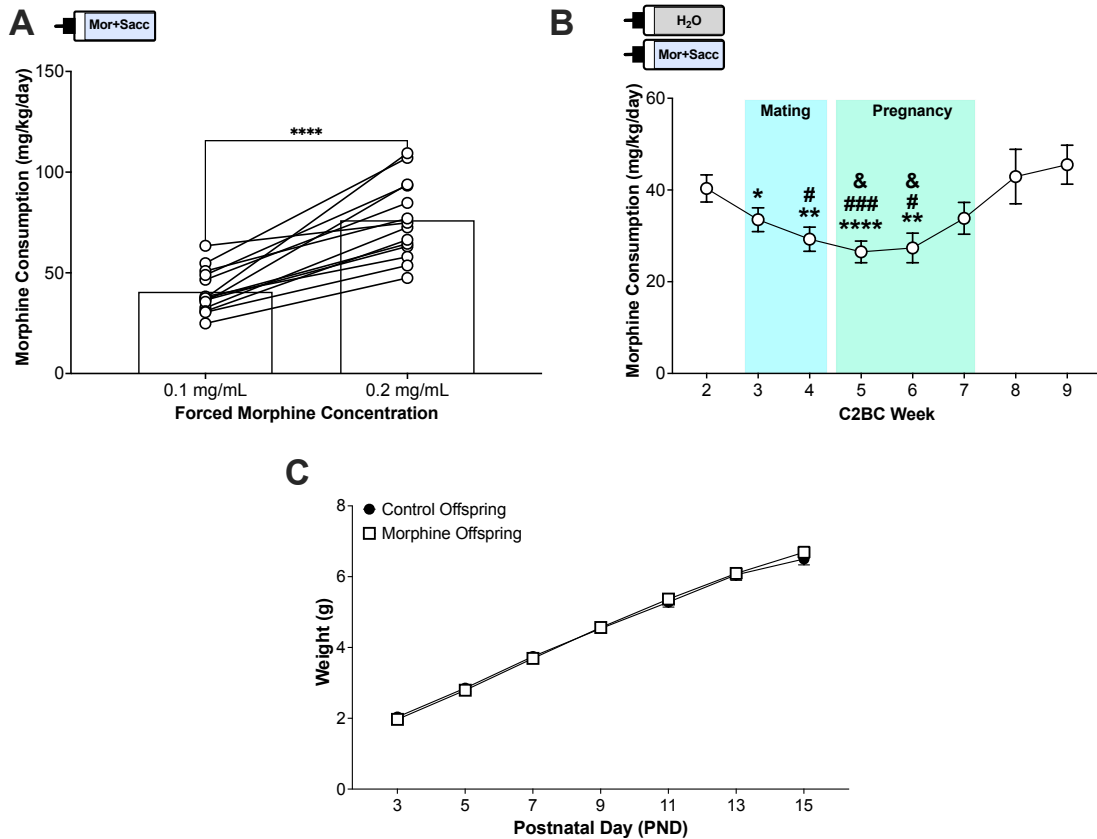 A
Mor+Sacc
Morphine Consumption (mg/kg/day)
150
100
50
0
****
0.1 mg/mL
0.2 mg/mL
Forced Morphine Concentration
B
H₂O
Mor+Sacc
Morphine Consumption (mg/kg/day)
60
40
20
0
Mating
Pregnancy
*
#
**
&
###
****
&
#
**
2
3
4
5
6
7
8
9
C2BC Week
C
Control Offspring
Morphine Offspring
Weight (g)
8
6
4
2
0
3
5
7
9
11
13
15
Postnatal Day (PND)